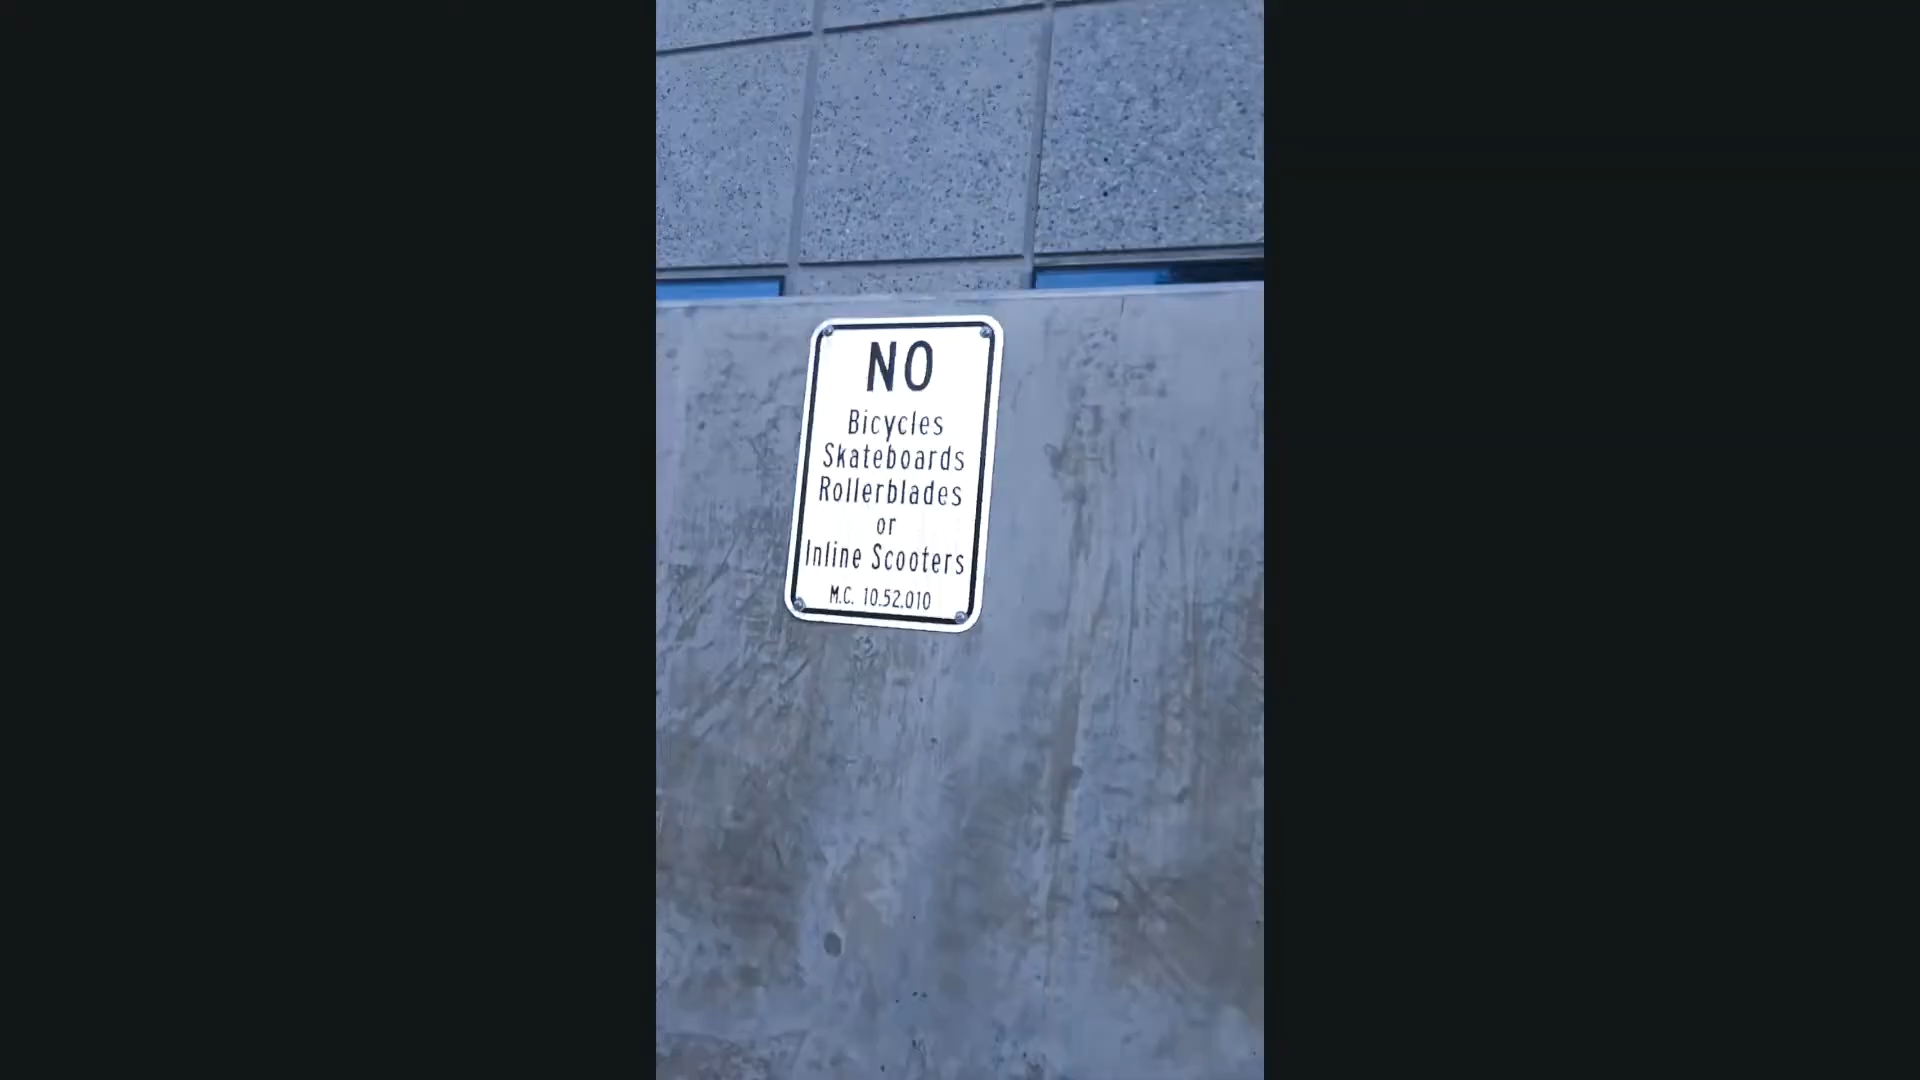 NO
Bicycles
Skateboards
Rollerblades
or
Inline Scooters
M.C. 10.52.010